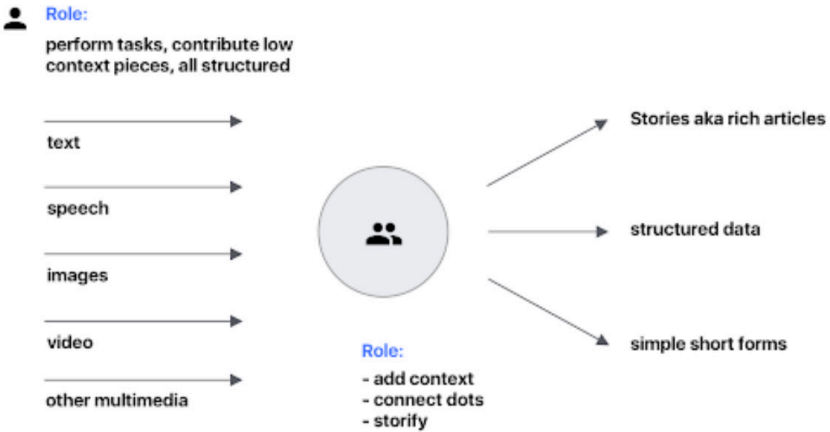 Role:
perform tasks, contribute low
context pieces, all structured
text
speech
images
video
other multimedia
Role:
- add context
- connect dots
- storify
Stories aka rich articles
structured data
simple short forms